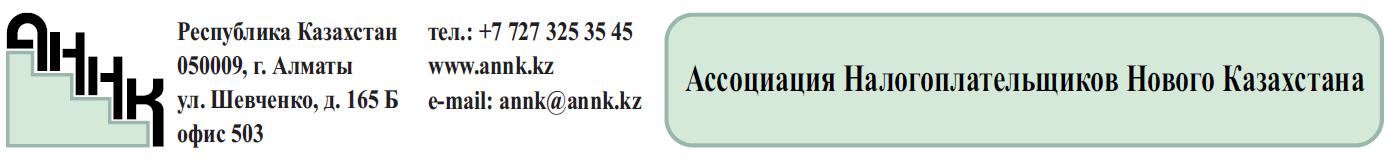 АННК
Республика Казахстан
050009, г. Алматы
ул. Шевченко, д. 165 Б
офис 503
тел.: +7 727 325 35 45
www.annk.kz
e-mail: annk@annk.kz
Ассоциация Налогоплательщиков Нового Казахстана